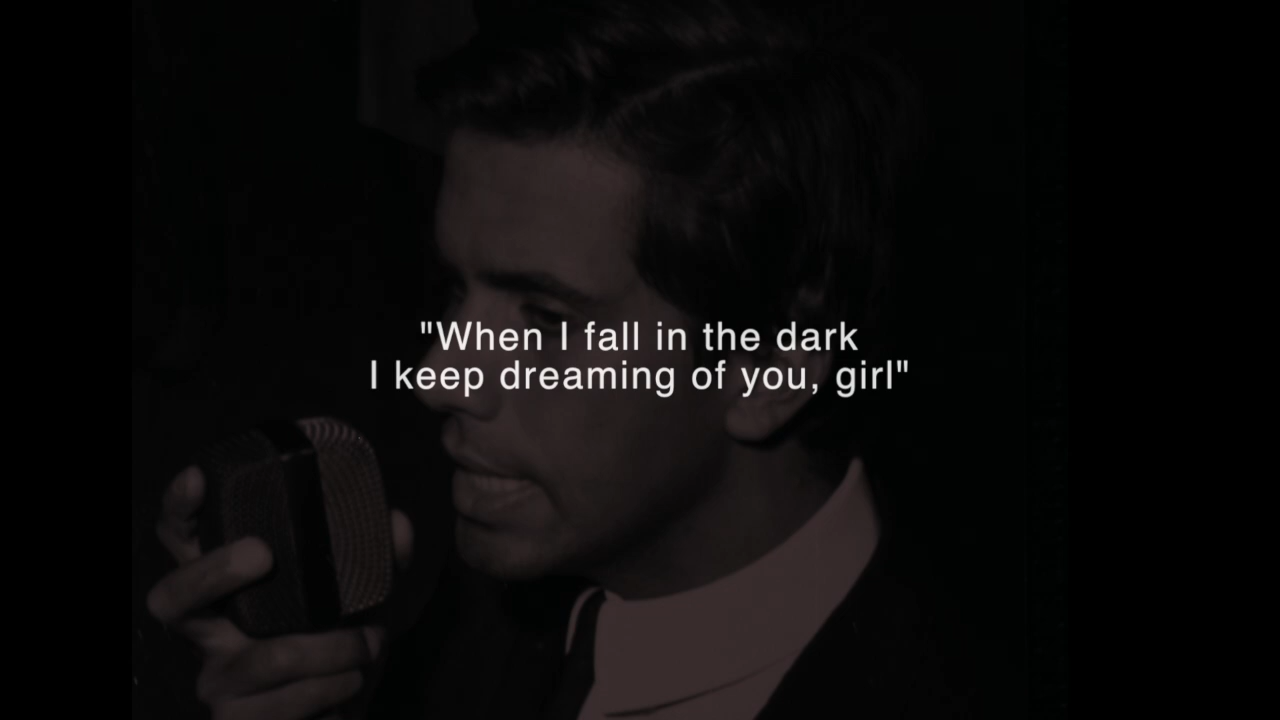 "When I fall in the dark
I keep dreaming of you, girl"